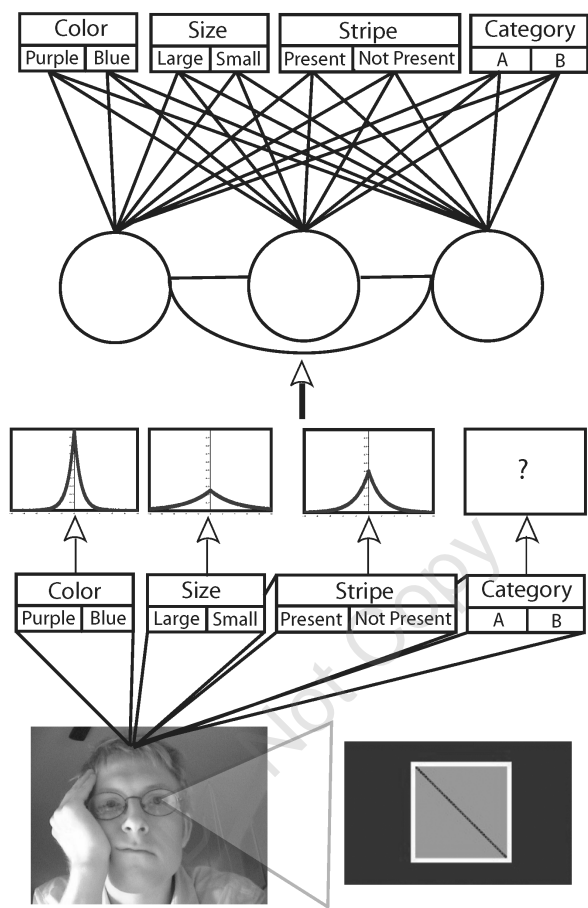 Color Size Stripe Category
Purple Blue Large Small Present Not Present A B
?
Color Size Stripe Category
Purple Blue Large Small Present Not Present A B
Not Copy